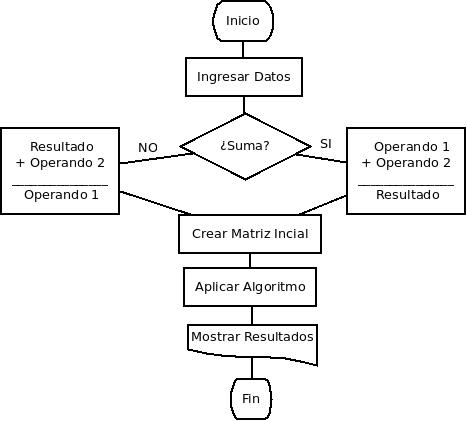 Inicio
Ingresar Datos
¿Suma?
NO
SI
Resultado
+ Operando 2
Operando 1
Operando 1
+ Operando 2
Resultado
Crear Matriz Incial
Aplicar Algoritmo
Mostrar Resultados
Fin